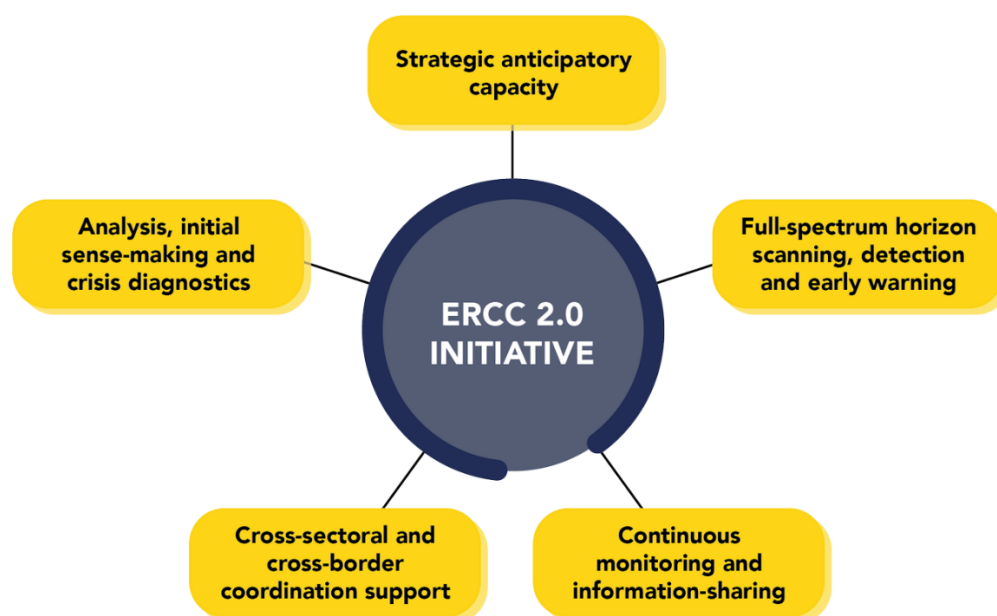 Strategic anticipatory
capacity
Analysis, initial
sense-making and
crisis diagnostics
Full-spectrum horizon
scanning, detection
and early warning
ERCC 2.0
INITIATIVE
Cross-sectoral and
cross-border
coordination support
Continuous
monitoring and
information-sharing